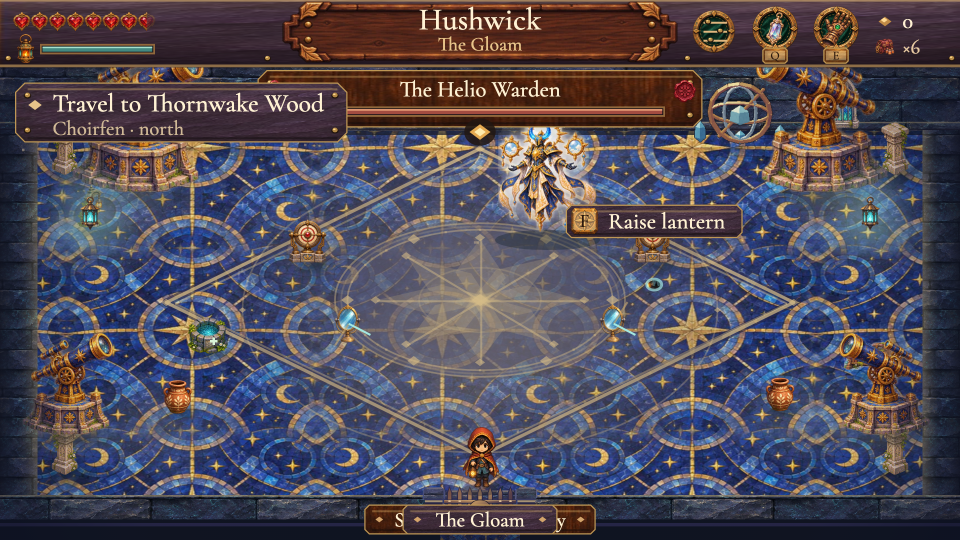 Hushwick
The Gloam
0
Q
E
×6
The Helio Warden
Travel to Thornwake Wood
Choirfen · north
F Raise lantern
The Gloam